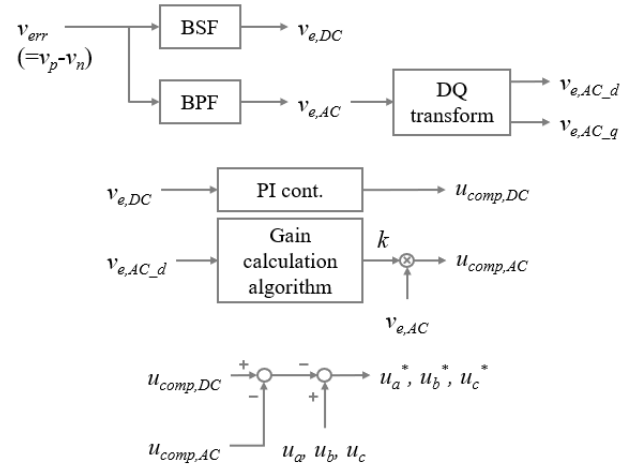 v_err
(=v_p-v_n)
BSF
v_e,DC
BPF
v_e,AC
DQ
transform
v_e,AC_d
v_e,AC_q
v_e,DC
PI cont.
u_comp,DC
v_e,AC_d
Gain
calculation
algorithm
k
⊗
u_comp,AC
v_e,AC
u_comp,DC
+
−
−
+
u_a*, u_b*, u_c*
u_comp,AC
u_a, u_b, u_c